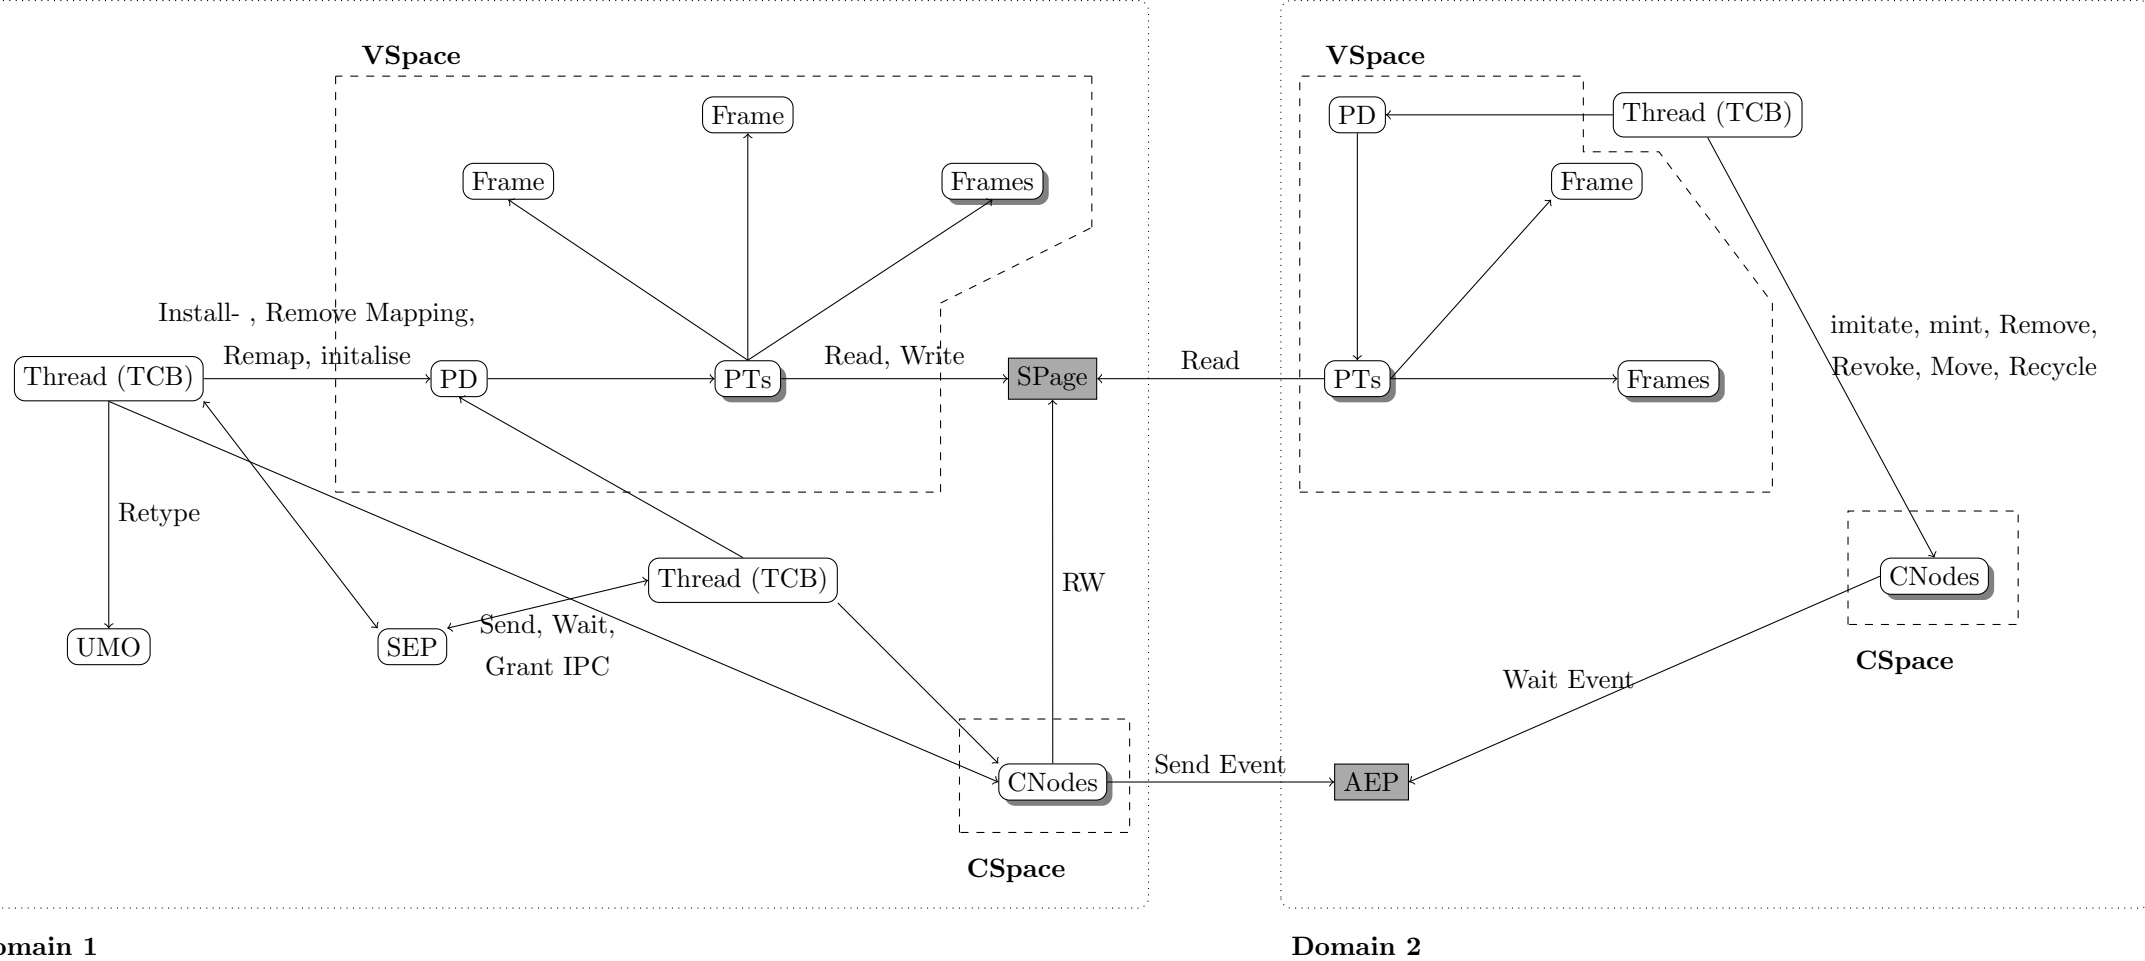 VSpace
VSpace
Frame
PD
Thread (TCB)
Frame
Frames
Frame
Install- , Remove Mapping,
Remap, initalise
Read, Write
Read
imitate, mint, Remove,
Revoke, Move, Recycle
Thread (TCB)
PD
PTs
SPage
PTs
Frames
Retype
Thread (TCB)
RW
CNodes
UMO
SEP
Send, Wait,
Grant IPC
CSpace
Wait Event
CNodes
Send Event
AEP
CSpace
omain 1
Domain 2